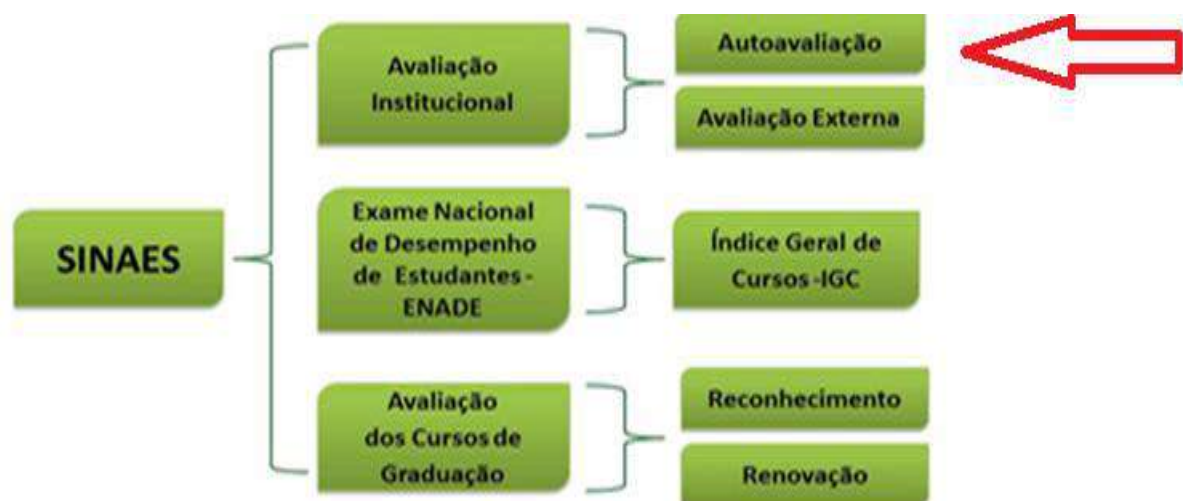 SINAES
Avaliação
Institucional
Autoavaliação
Avaliação Externa
Exame Nacional
de Desempenho
de Estudantes -
ENADE
Índice Geral de
Cursos -IGC
Avaliação
dos Cursos de
Graduação
Reconhecimento
Renovação